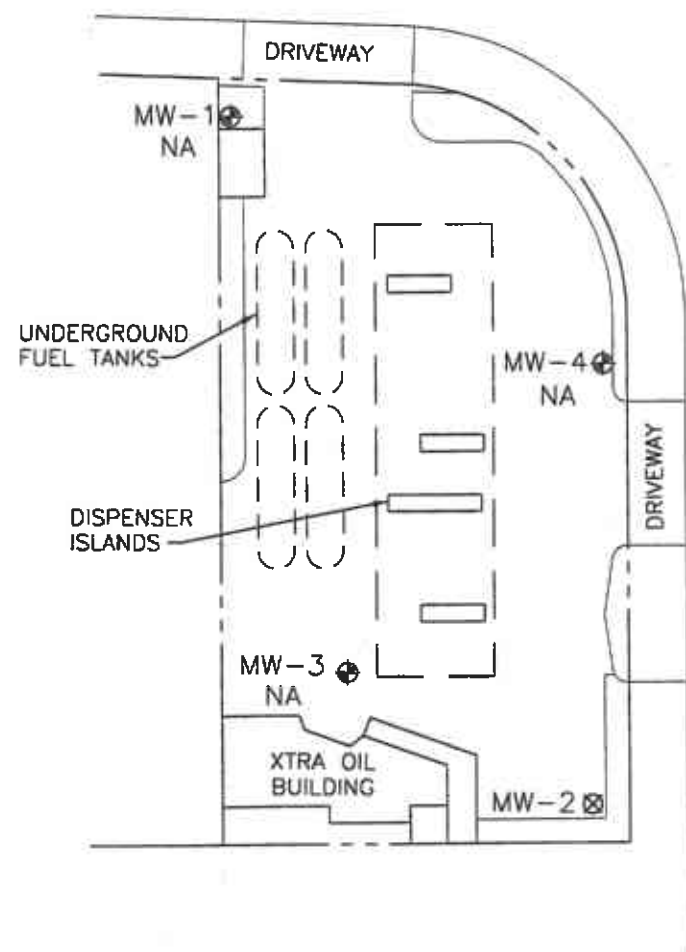 DRIVEWAY
MW-1
NA
UNDERGROUND
FUEL TANKS
MW-4
NA
DRIVEWAY
DISPENSER
ISLANDS
MW-3
NA
XTRA OIL
BUILDING
MW-2